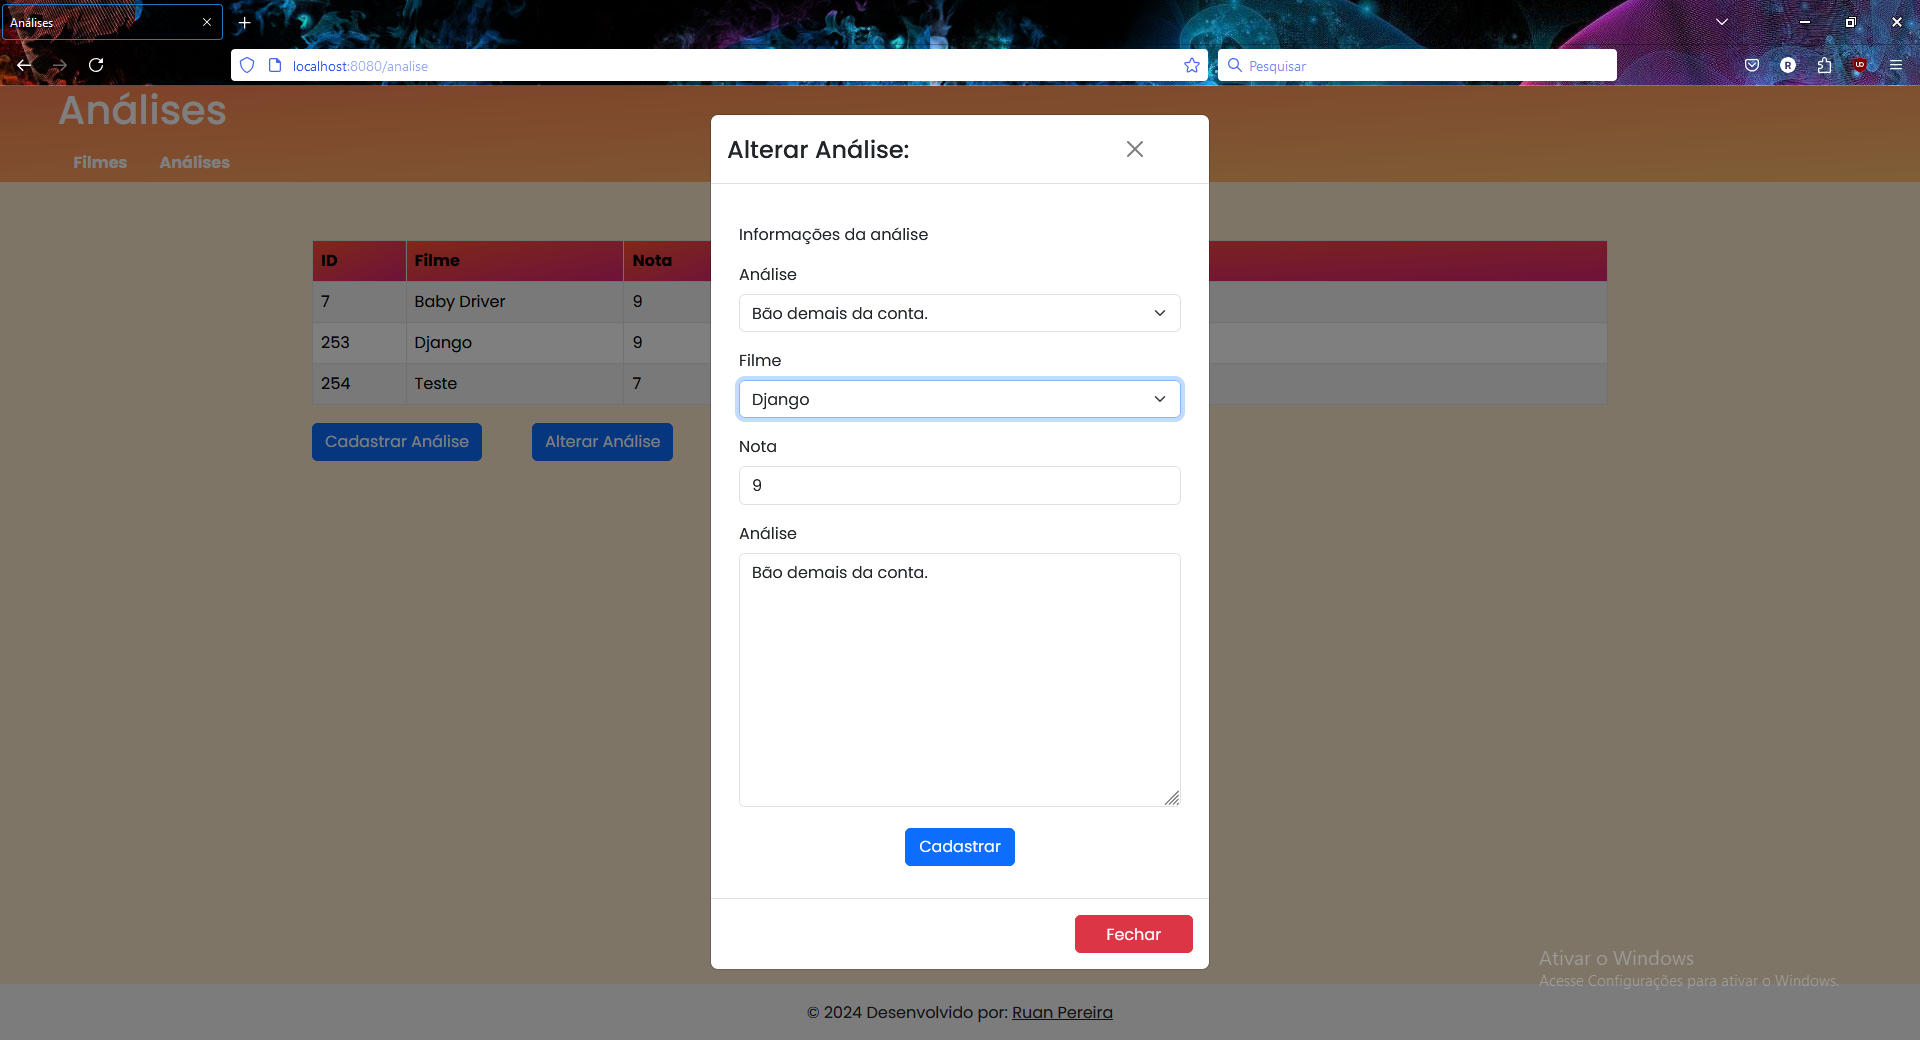 Análises
localhost:8080/analise
Pesquisar
R
UD
Análises
Filmes Análises
ID Filme Nota
7 Baby Driver 9
253 Django 9
254 Teste 7
Cadastrar Análise Alterar Análise
Alterar Análise:
Informações da análise
Análise
Bão demais da conta.
Filme
Django
Nota
9
Análise
Bão demais da conta.
Cadastrar
Fechar
Ativar o Windows
Acesse Configurações para ativar o Windows.
© 2024 Desenvolvido por: Ruan Pereira